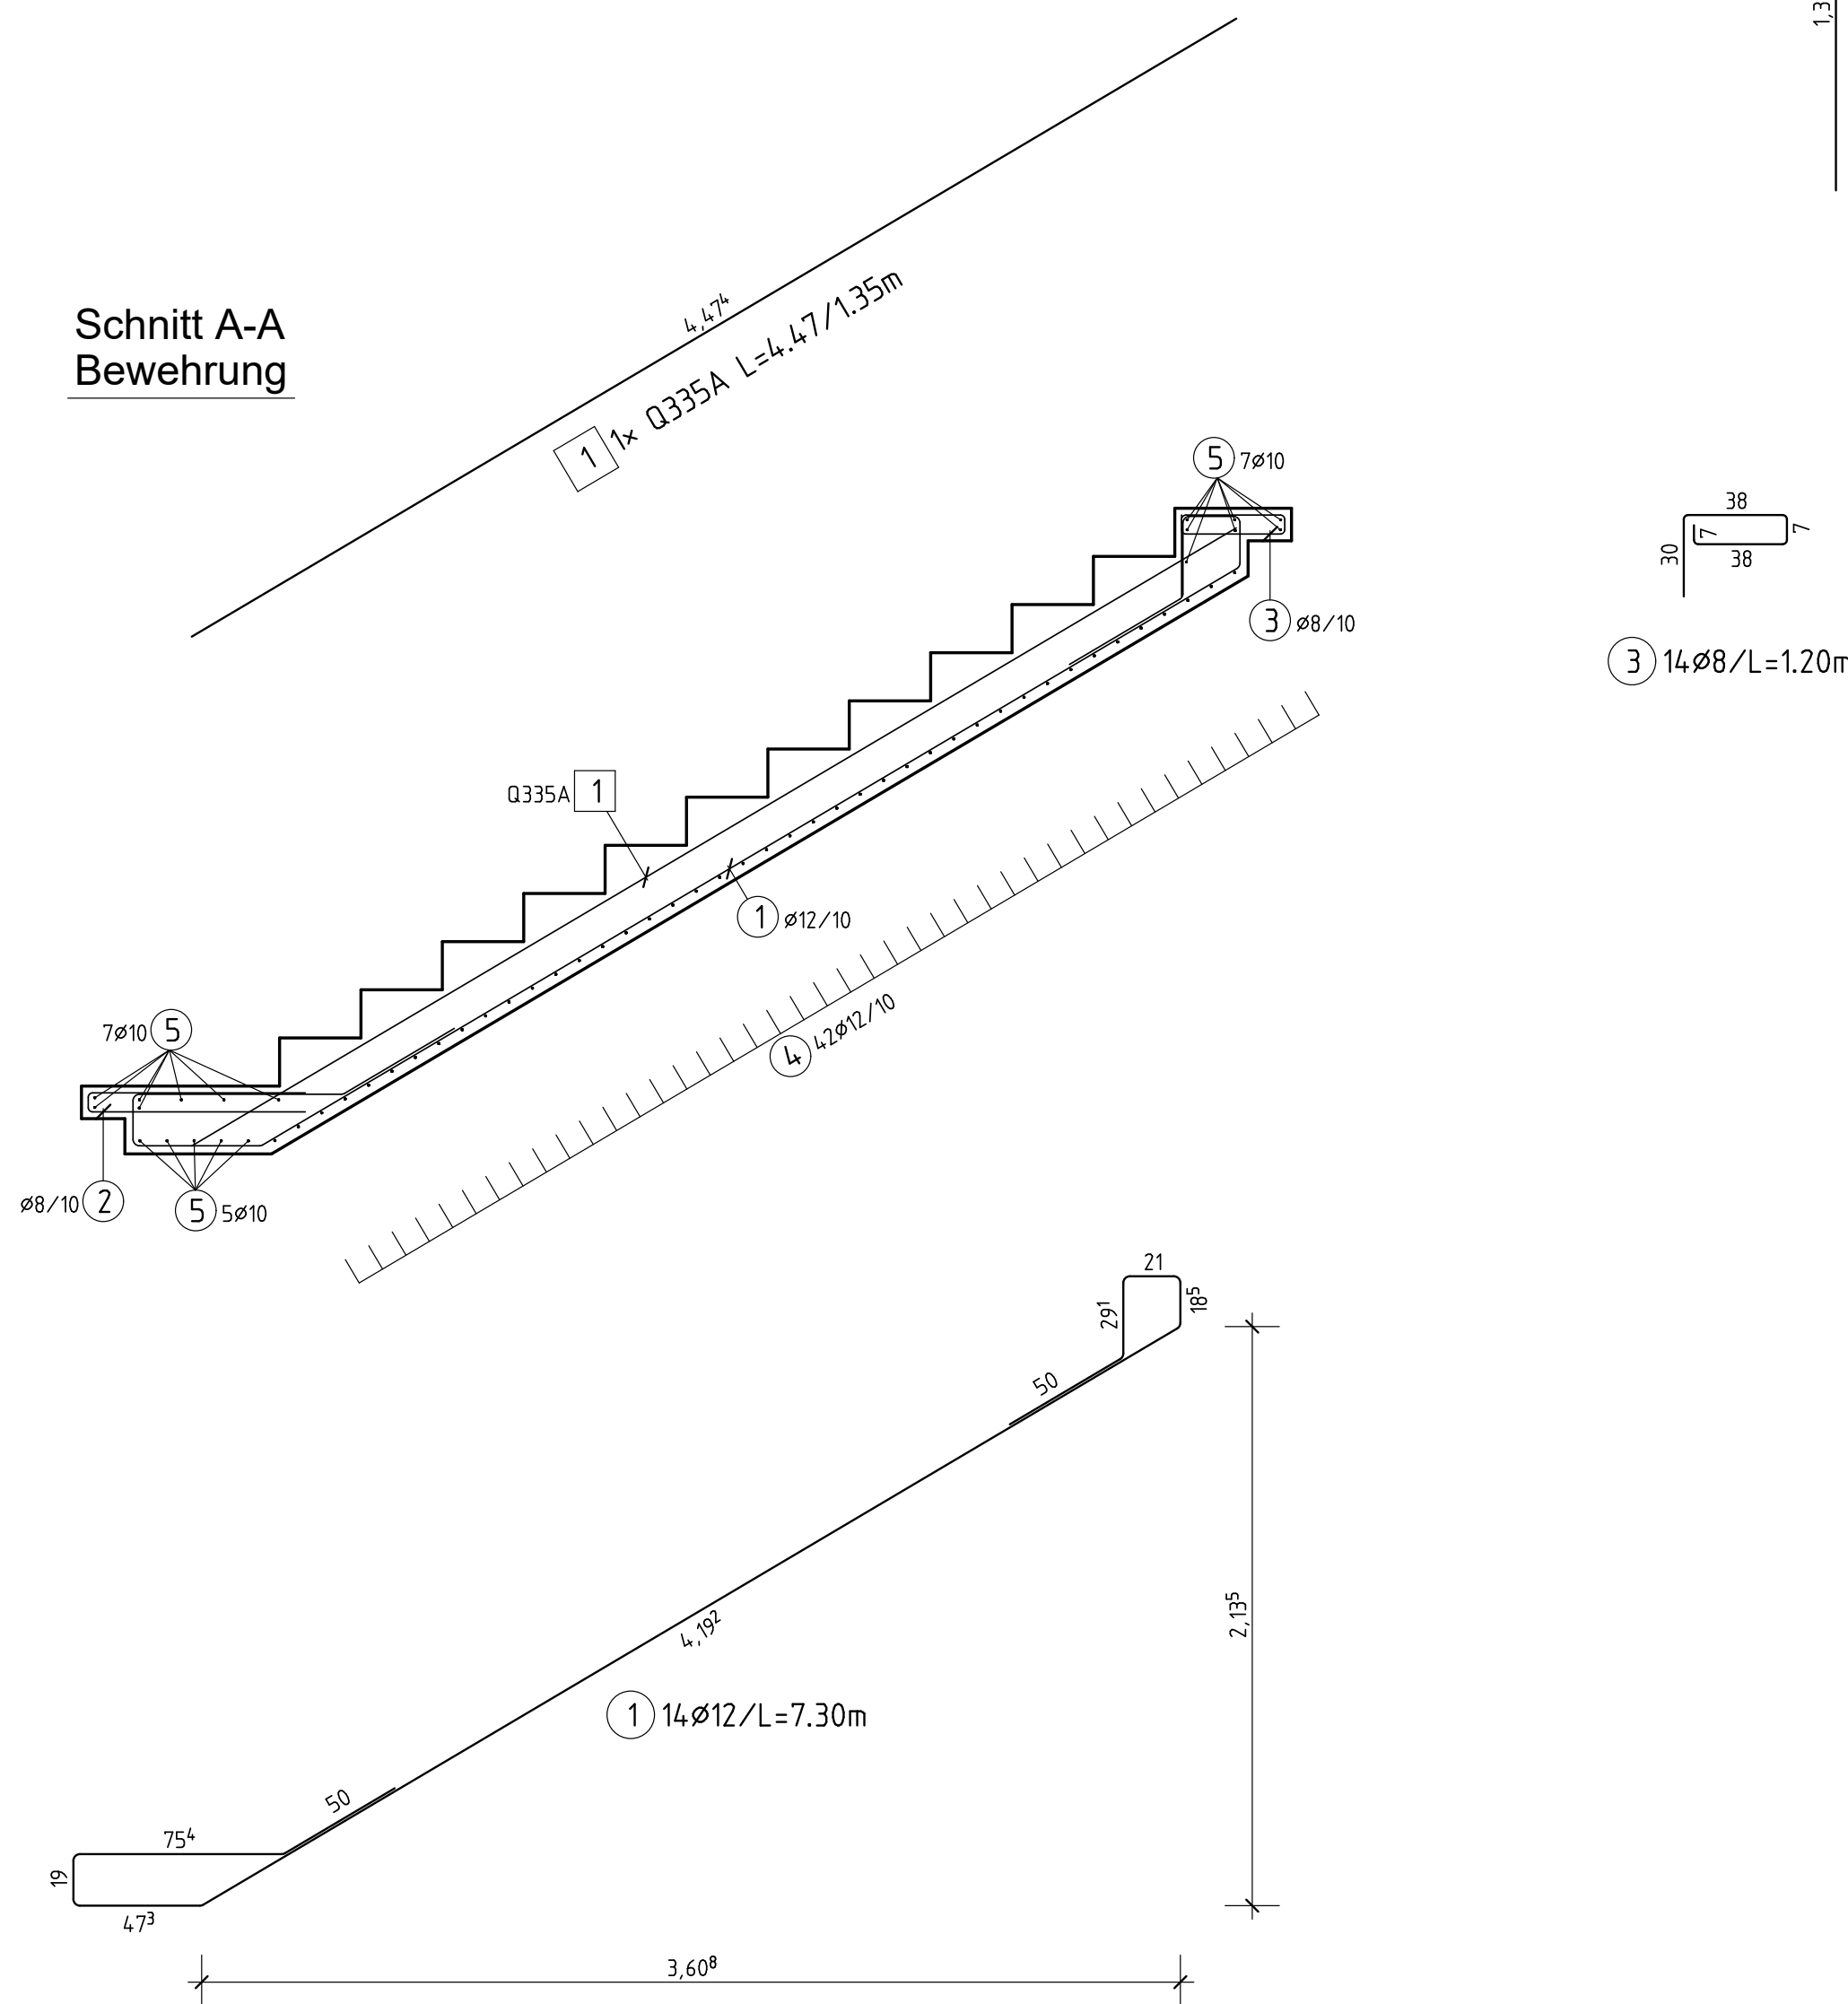 1,3
Schnitt A-A
Bewehrung
4,47⁴
1 1x Q335A L=4.47/1.35m
5 7ø10
38
30
7
7
38
3 ø8/10
3 14ø8/L=1.20m
Q335A 1
1 ø12/10
7ø10 5
4 42ø12/10
ø8/10 2
5 5ø10
21
29¹
18⁵
50
2,13⁵
4,19²
1 14ø12/L=7.30m
50
75⁴
19
47³
3,60⁸